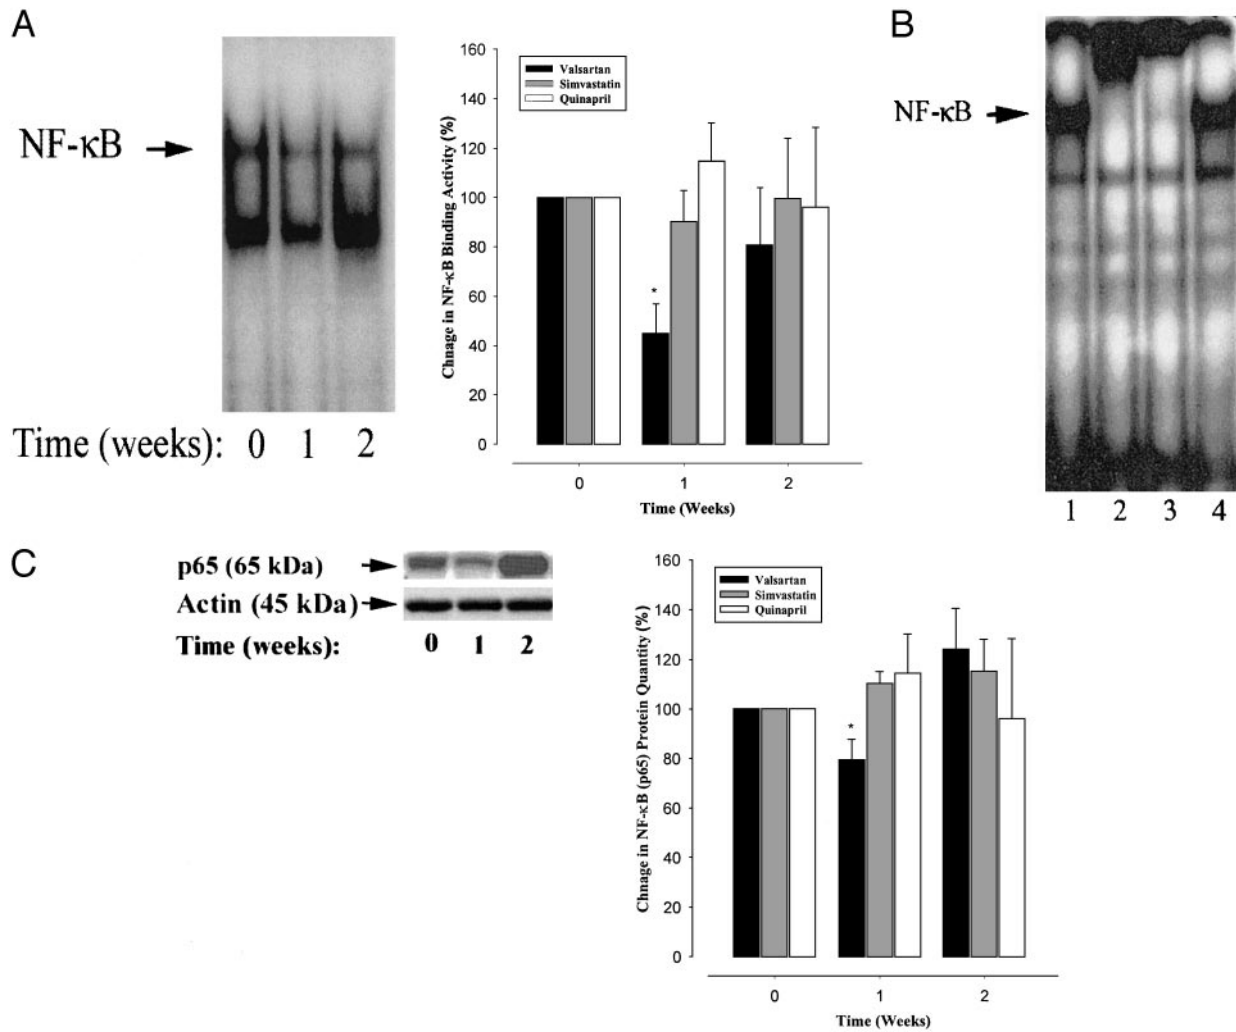 A
NF-κB
Time (weeks): 0 1 2
Chnage in NF-κB Binding Activity (%)
160
140
120
100
80
60
40
20
0
Valsartan
Simvastatin
Quinapril
*
0 1 2
Time (Weeks)
B
NF-κB
1 2 3 4
C
p65 (65 kDa)
Actin (45 kDa)
Time (weeks): 0 1 2
Chnage in NF-κB (p65) Protein Quantity (%)
160
140
120
100
80
60
40
20
0
Valsartan
Simvastatin
Quinapril
*
0 1 2
Time (Weeks)